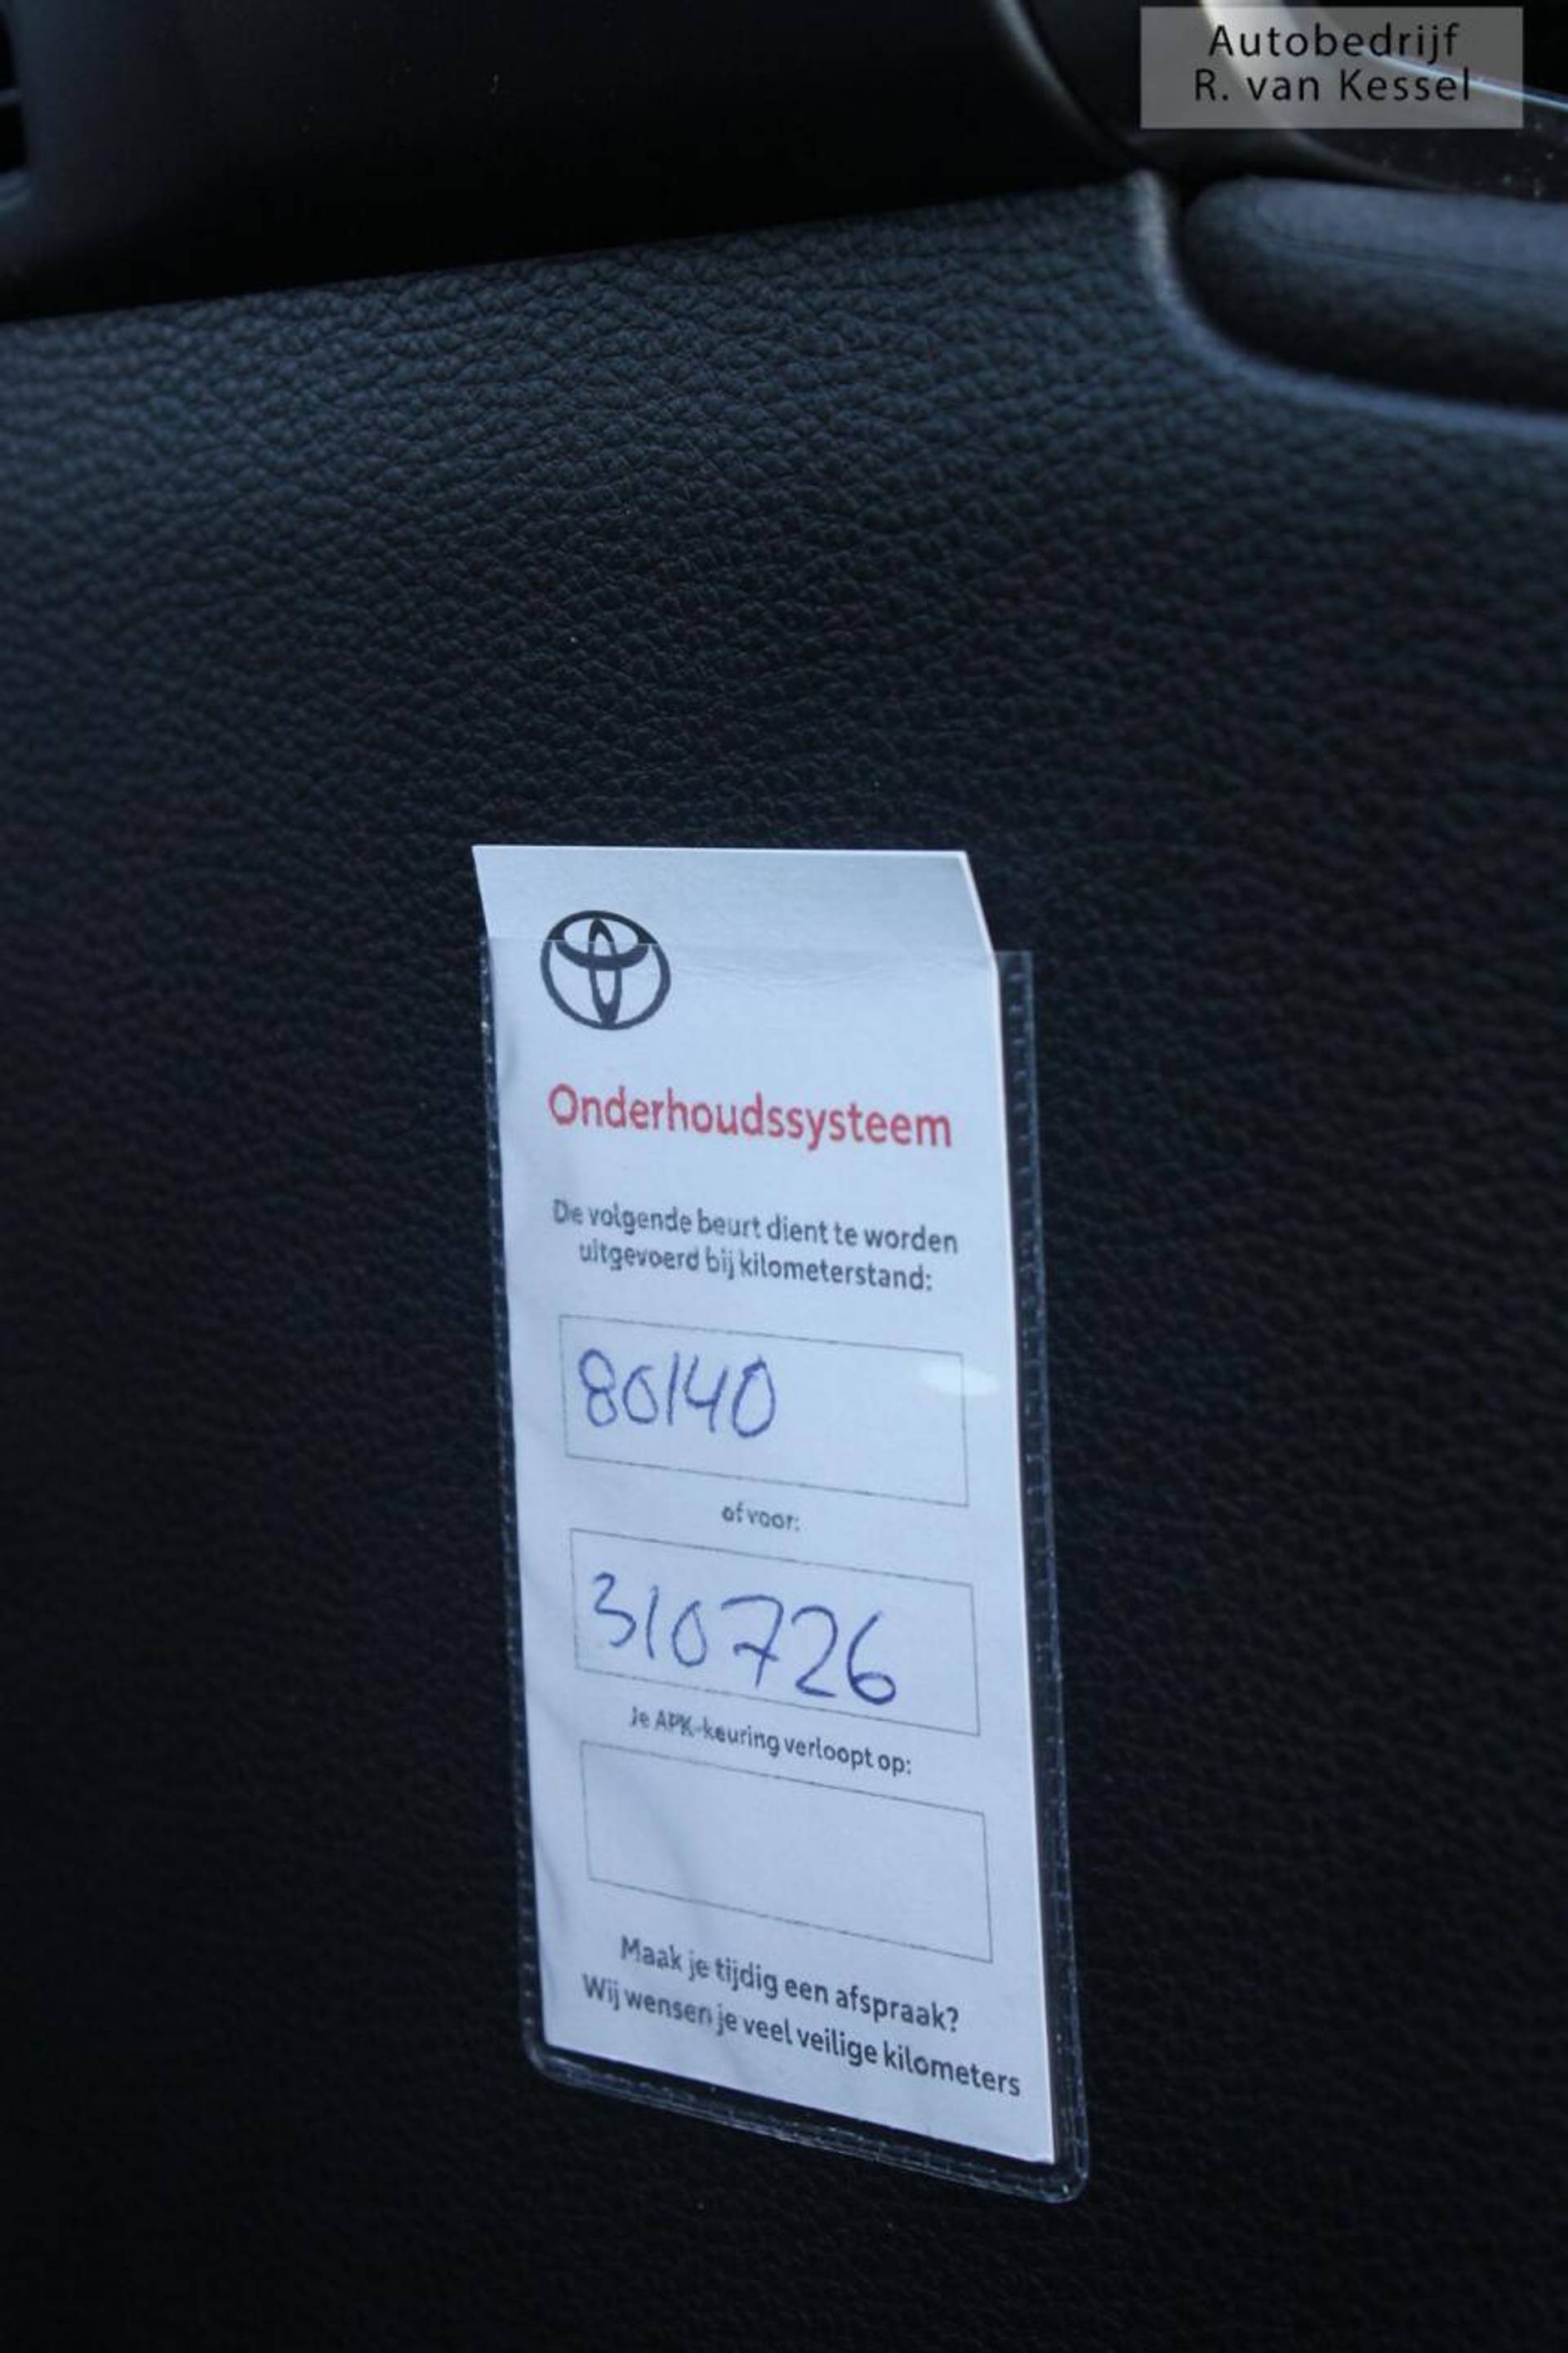 Autobedrijf
R. van Kessel
Onderhoudssysteem
De volgende beurt dient te worden
uitgevoerd bij kilometerstand:
80140
of voor:
310726
Je APK-keuring verloopt op:
Maak je tijdig een afspraak?
Wij wensen je veel veilige kilometers